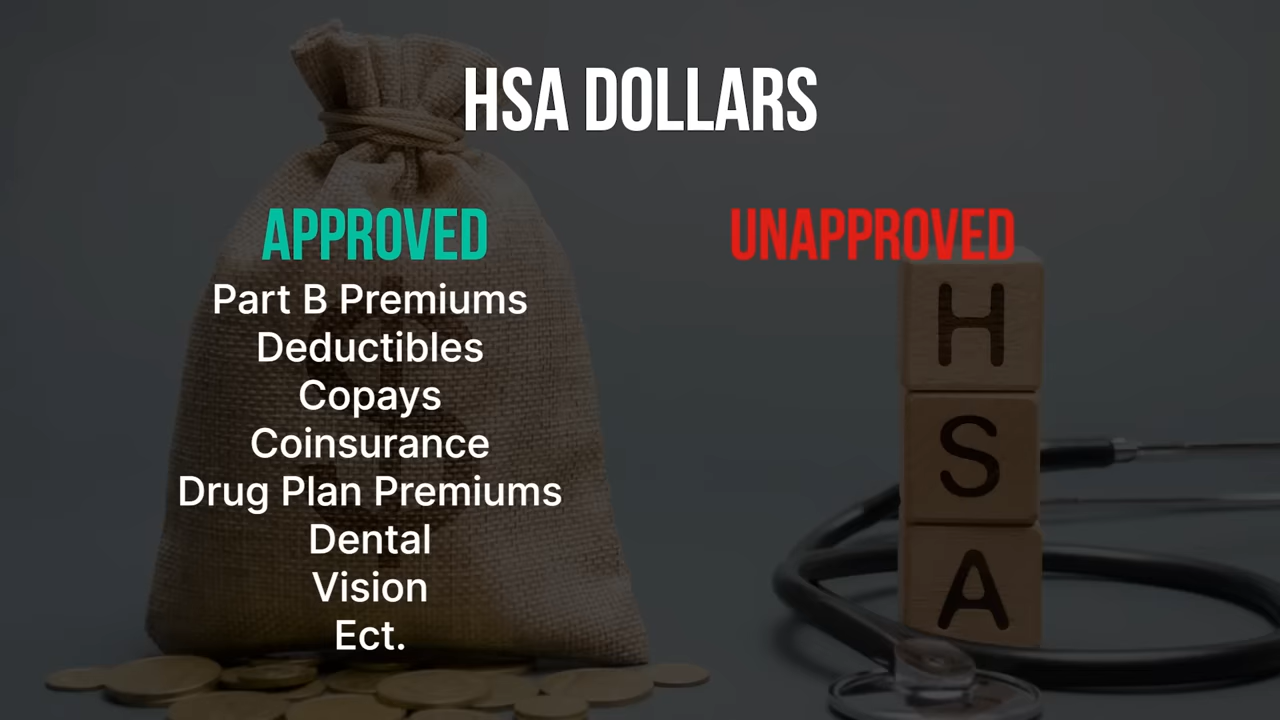 HSA DOLLARS
APPROVED
Part B Premiums
Deductibles
Copays
Coinsurance
Drug Plan Premiums
Dental
Vision
Ect.
UNAPPROVED
H
S
A